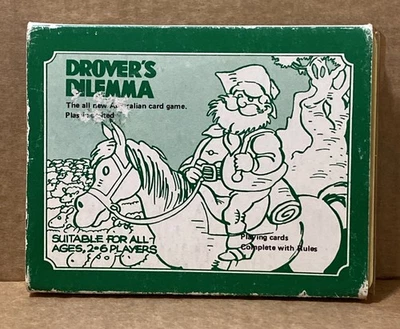 DROVER'S
DILEMMA
The all new Australian card game.
SUITABLE FOR ALL-
AGES, 2-6 PLAYERS
Playing cards
Complete with Rules